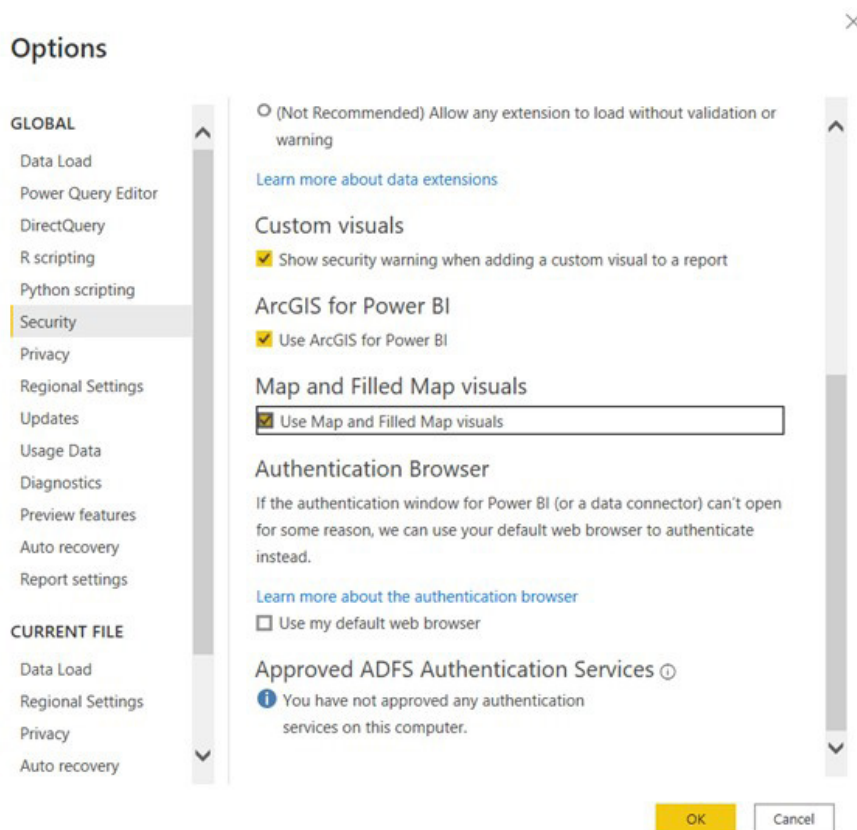 Options
GLOBAL
Data Load
Power Query Editor
DirectQuery
R scripting
Python scripting
Security
Privacy
Regional Settings
Updates
Usage Data
Diagnostics
Preview features
Auto recovery
Report settings
CURRENT FILE
Data Load
Regional Settings
Privacy
Auto recovery
(Not Recommended) Allow any extension to load without validation or
warning
Learn more about data extensions
Custom visuals
Show security warning when adding a custom visual to a report
ArcGIS for Power BI
Use ArcGIS for Power BI
Map and Filled Map visuals
Use Map and Filled Map visuals
Authentication Browser
If the authentication window for Power BI (or a data connector) can't open
for some reason, we can use your default web browser to authenticate
instead.
Learn more about the authentication browser
Use my default web browser
Approved ADFS Authentication Services
You have not approved any authentication
services on this computer.
OK
Cancel